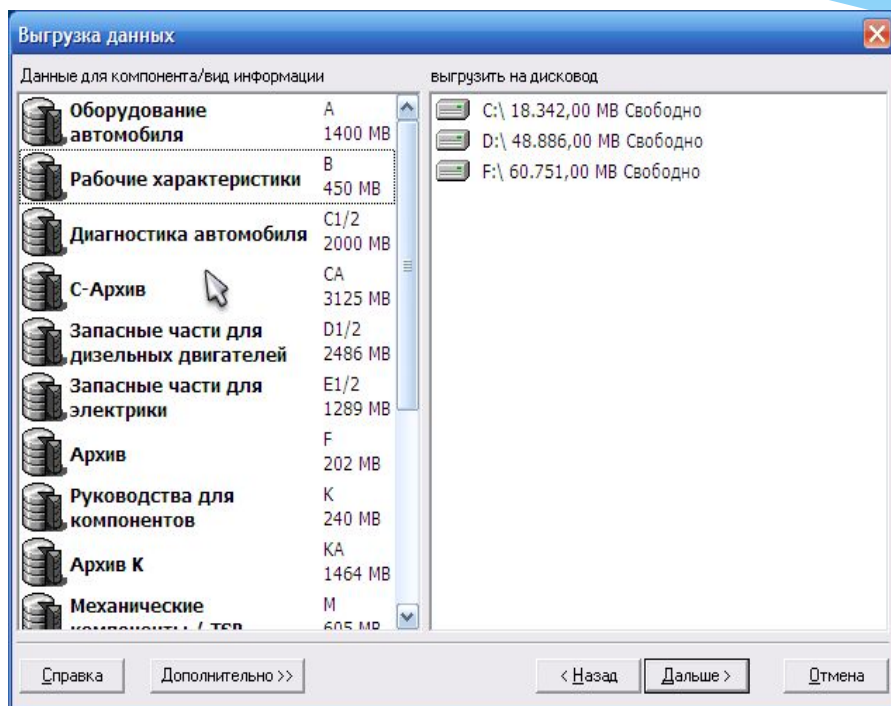 Выгрузка данных
Данные для компонента/вид информации
выгрузить на дисковод
Оборудование
автомобиля
A
1400 MB
Рабочие характеристики
B
450 MB
Диагностика автомобиля
C1/2
2000 MB
С-Архив
CA
3125 MB
Запасные части для
дизельных двигателей
D1/2
2486 MB
Запасные части для
электрики
E1/2
1289 MB
Архив
F
202 MB
Руководства для
компонентов
K
240 MB
Архив К
KA
1464 MB
Механические
компоненты / TSP
M
605 MB
C:\ 18.342,00 MB Свободно
D:\ 48.886,00 MB Свободно
F:\ 60.751,00 MB Свободно
Справка
Дополнительно >>
< Назад
Дальше >
Отмена